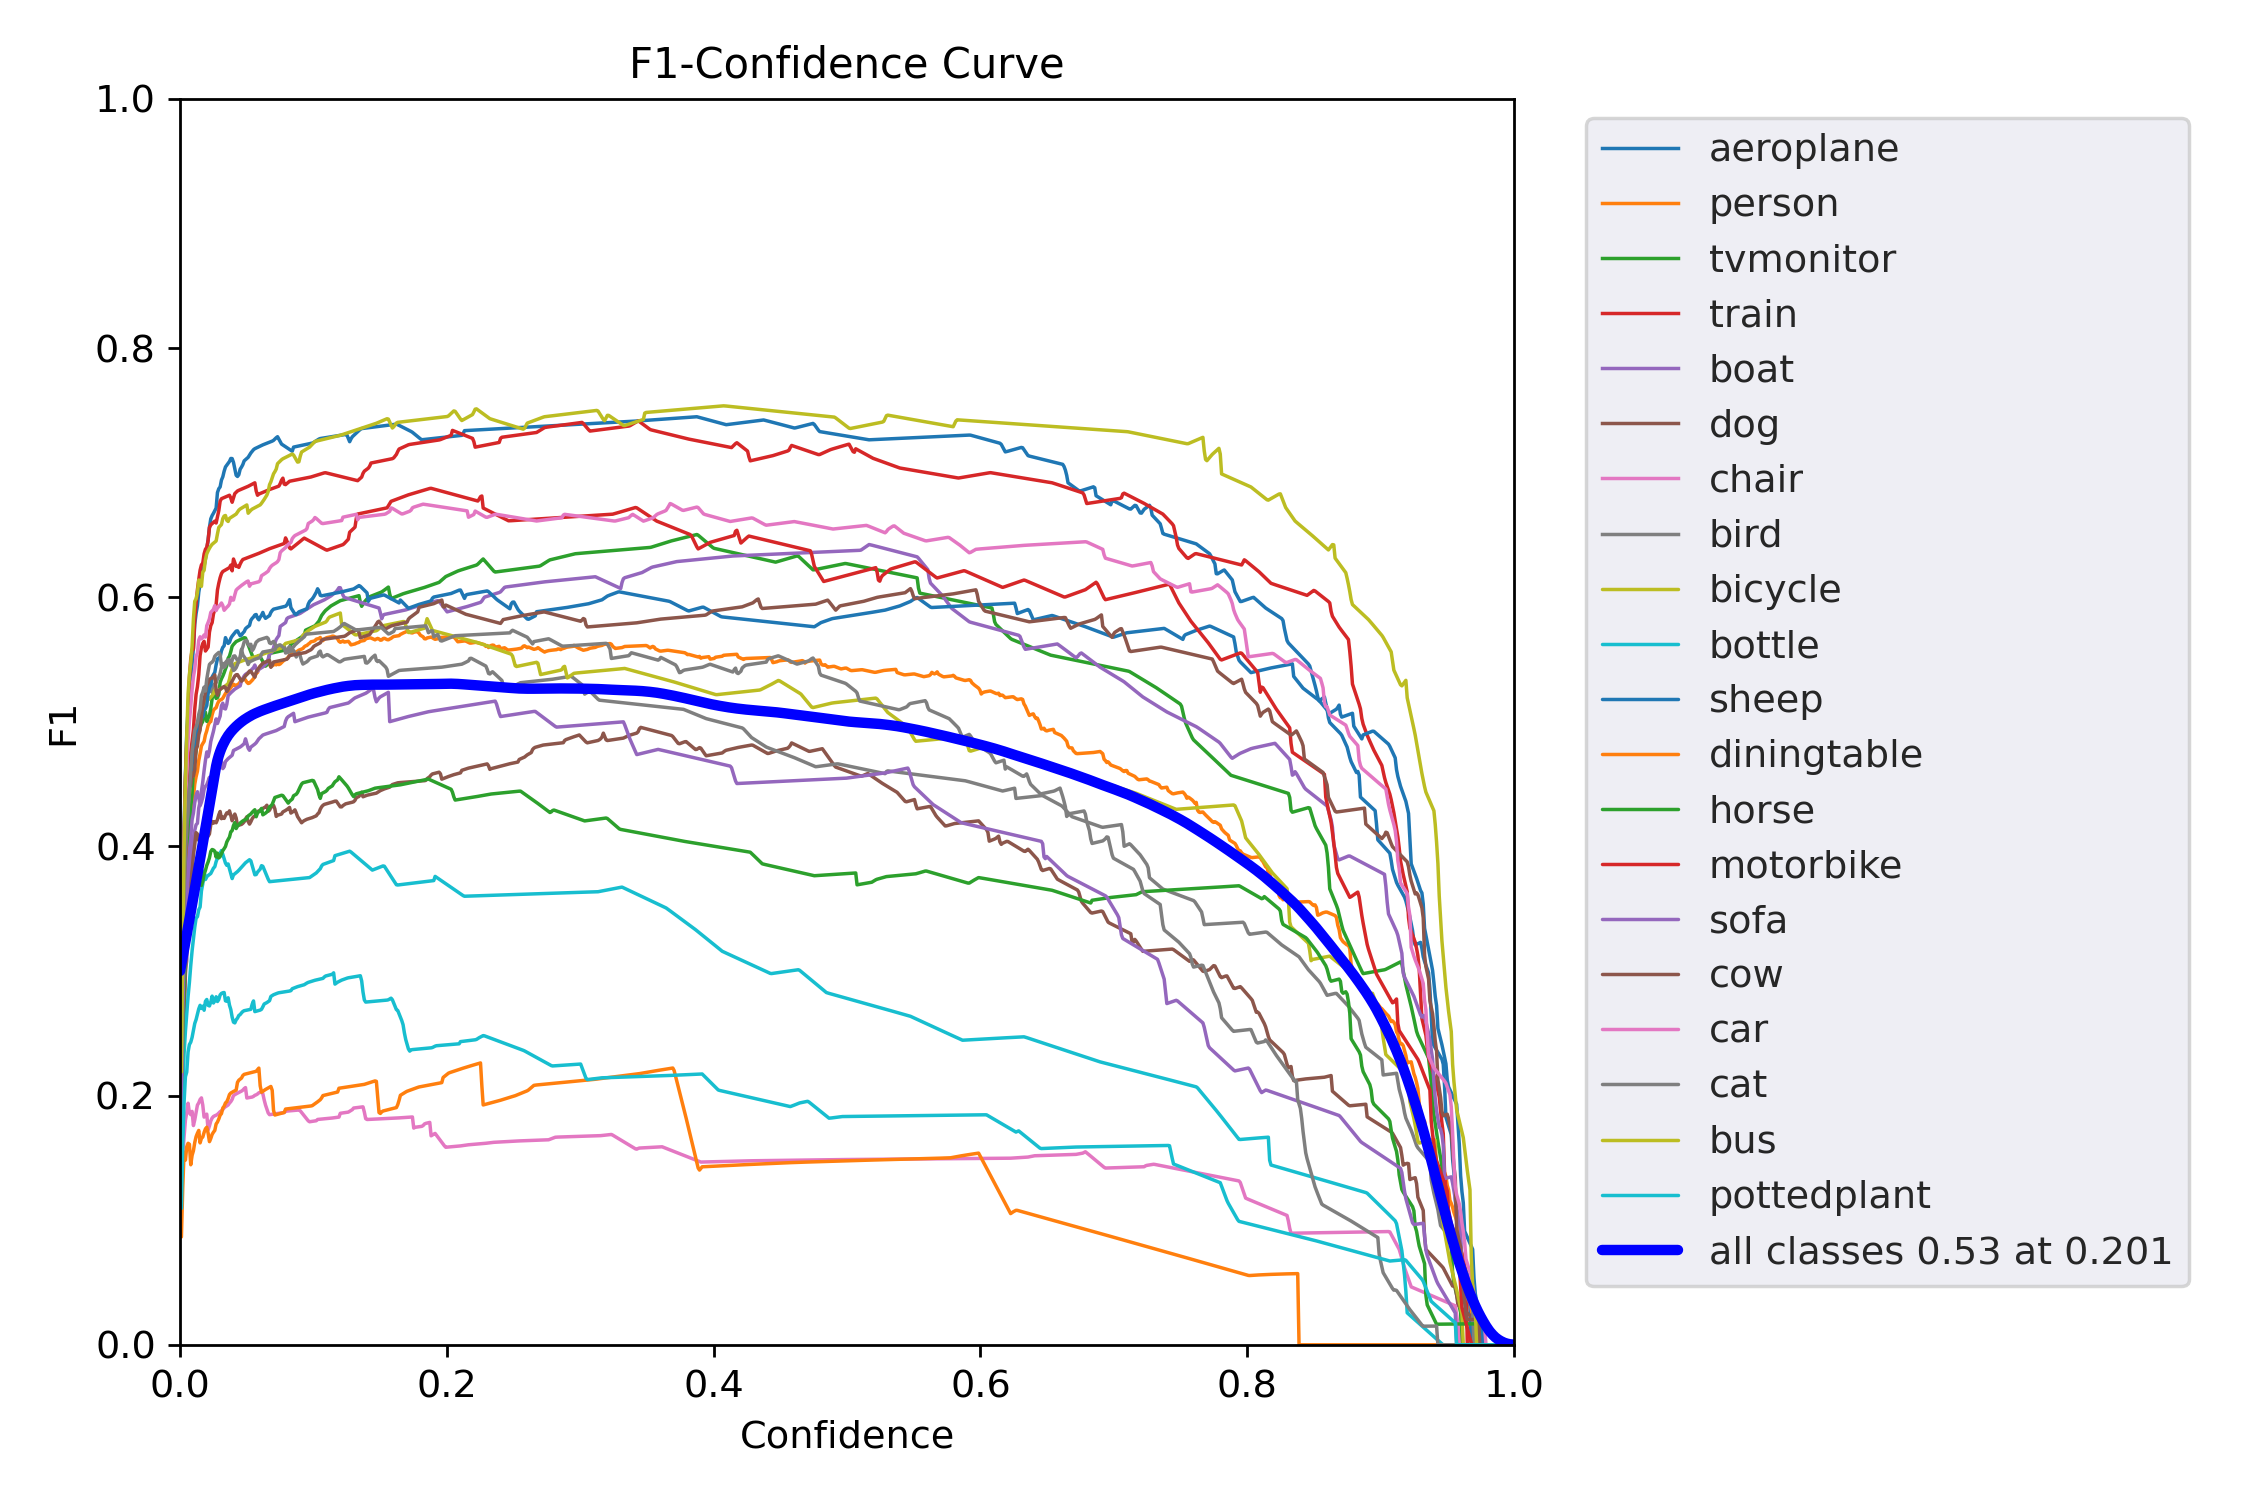 F1-Confidence Curve
1.0
0.8
0.6
0.4
0.2
0.0
F1
0.0 0.2 0.4 0.6 0.8 1.0
Confidence
aeroplane
person
tvmonitor
train
boat
dog
chair
bird
bicycle
bottle
sheep
diningtable
horse
motorbike
sofa
cow
car
cat
bus
pottedplant
all classes 0.53 at 0.201